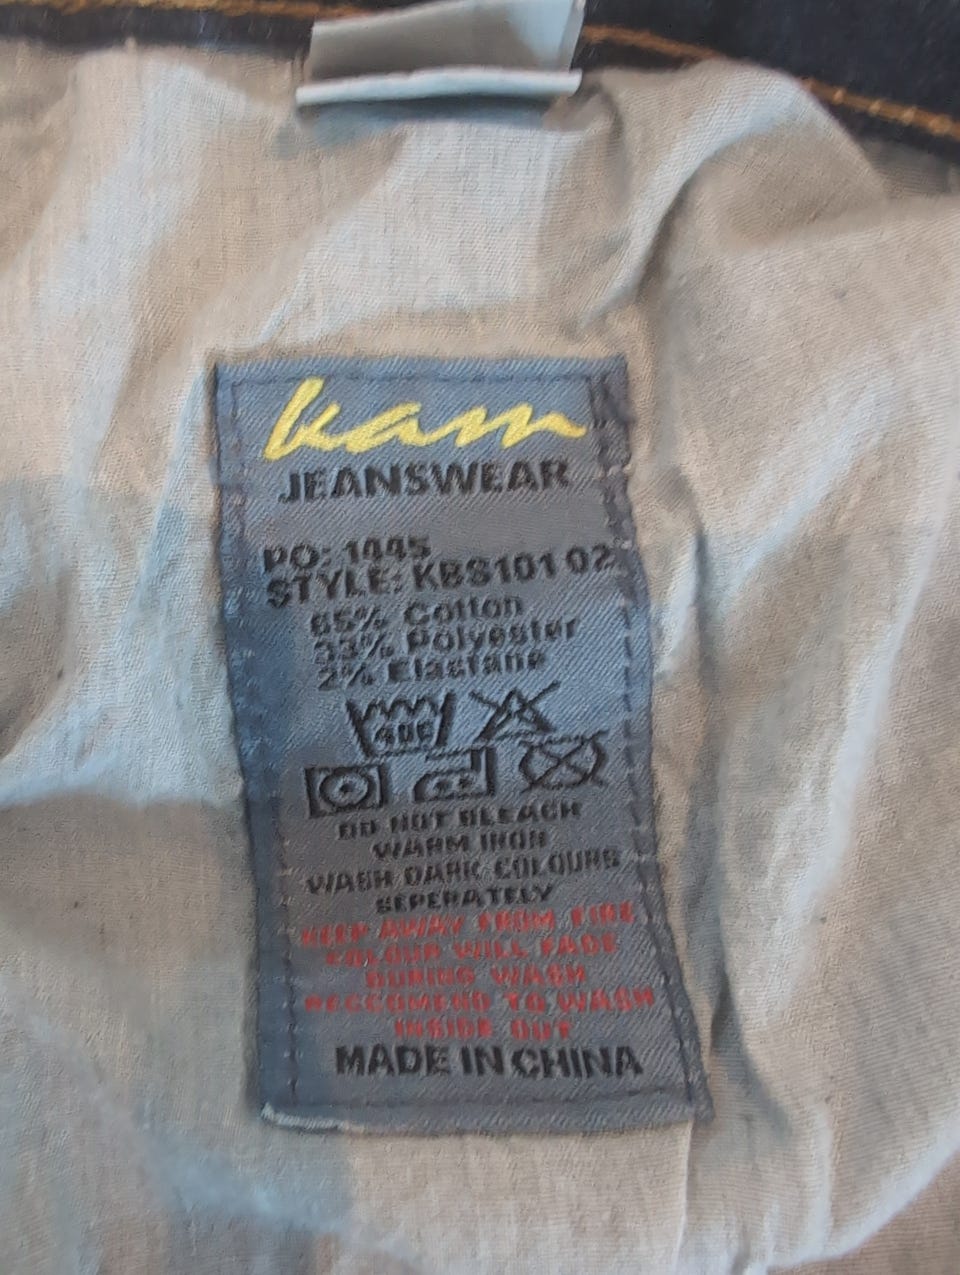 kam
JEANSWEAR
PO: 1445
STYLE: KBS101 02
65% Cotton
33% Polyester
2% Elastane
40C
DO NOT BLEACH
WARM IRON
WASH DARK COLOURS
SEPERATELY
KEEP AWAY FROM FIRE
COLOUR WILL FADE
DURING WASH
RECCOMEND TO WASH
INSIDE OUT
MADE IN CHINA